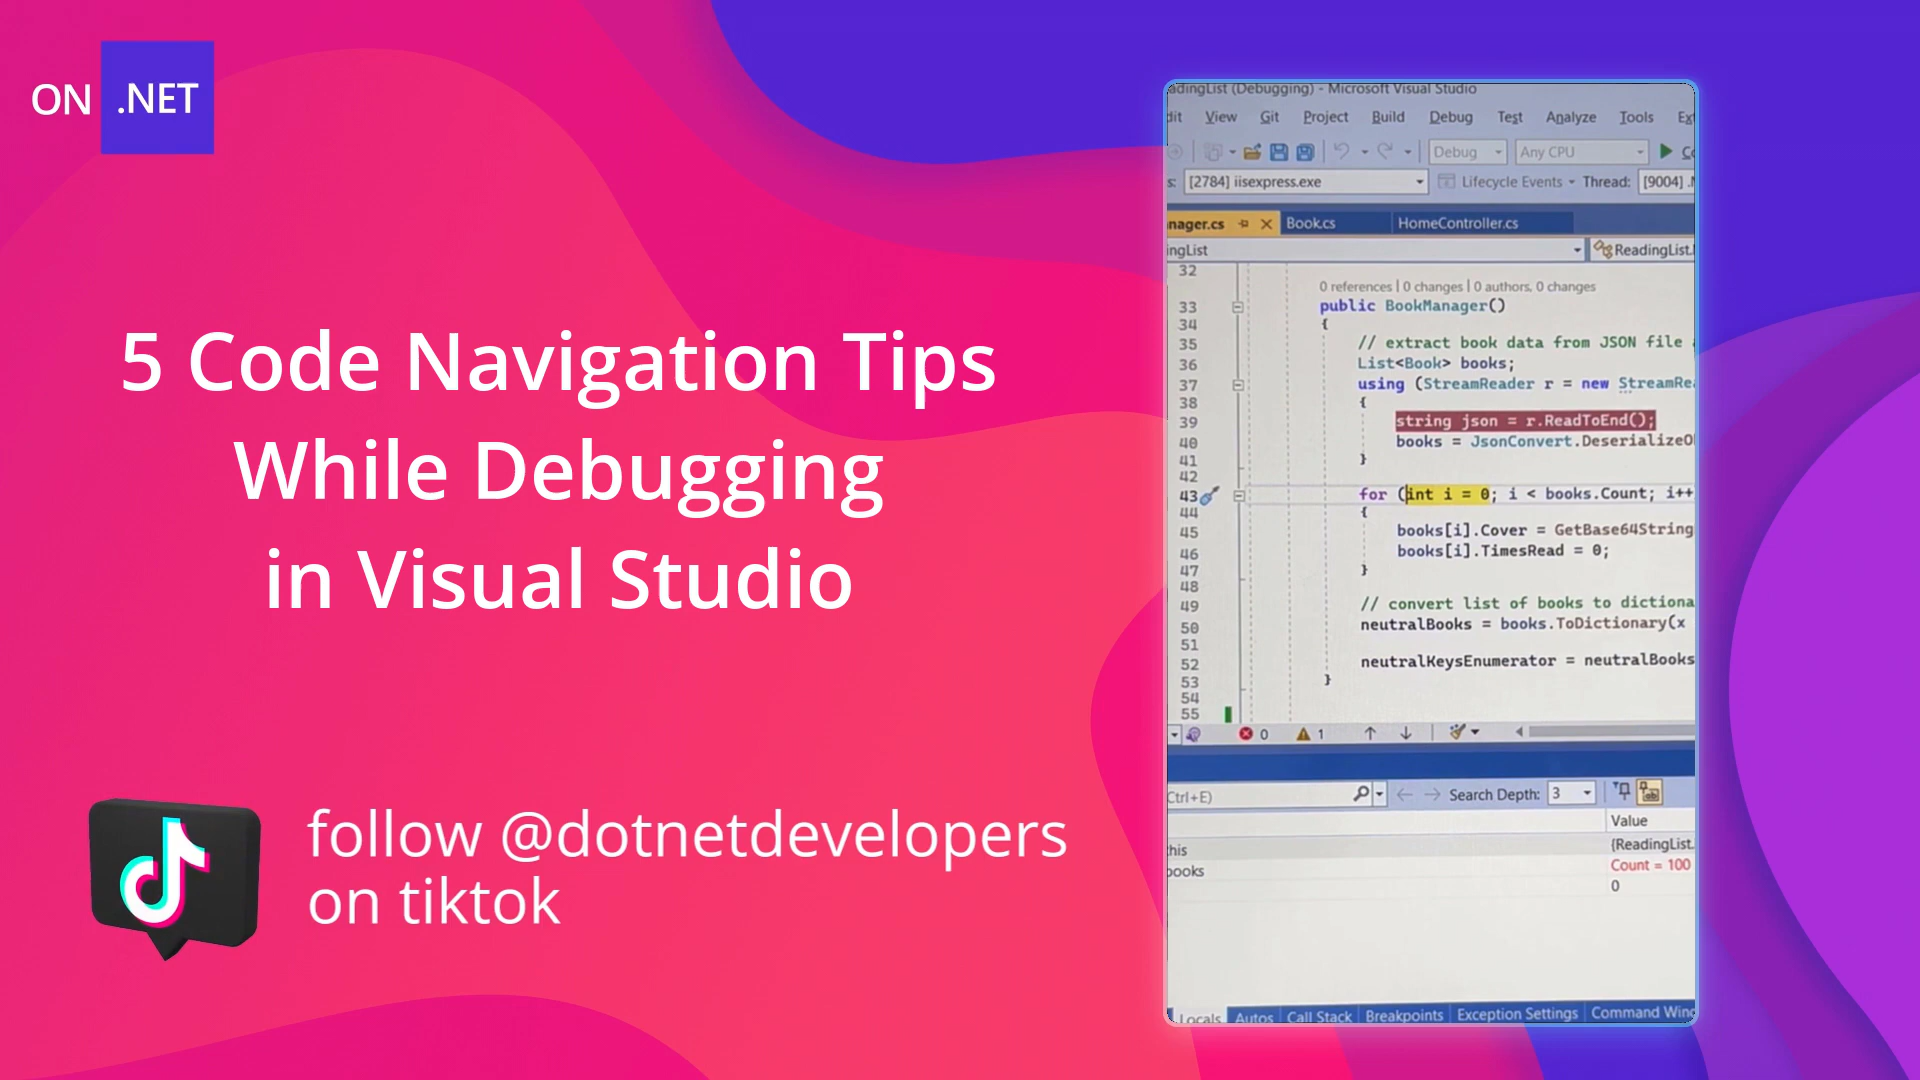 ON .NET
5 Code Navigation Tips
While Debugging
in Visual Studio
follow @dotnetdevelopers
on tiktok
adingList (Debugging) - Microsoft Visual Studio
dit View Git Project Build Debug Test Analyze Tools Ext
Debug Any CPU Co
s: [2784] iisexpress.exe Lifecycle Events Thread: [9004] .N
nager.cs Book.cs HomeController.cs
ingList ReadingList.
32
0 references | 0 changes | 0 authors, 0 changes
33 public BookManager()
34 {
35 // extract book data from JSON file
36 List<Book> books;
37 using (StreamReader r = new StreamRea
38 {
39 string json = r.ReadToEnd();
40 books = JsonConvert.DeserializeO
41 }
42
43 for (int i = 0; i < books.Count; i++
44 {
45 books[i].Cover = GetBase64String
46 books[i].TimesRead = 0;
47 }
48
49 // convert list of books to dictiona
50 neutralBooks = books.ToDictionary(x
51
52 neutralKeysEnumerator = neutralBooks
53 }
54
55
0 1
Ctrl+E) Search Depth: 3
Value
this {ReadingList.
books Count = 100
0
Locals Autos Call Stack Breakpoints Exception Settings Command Wind